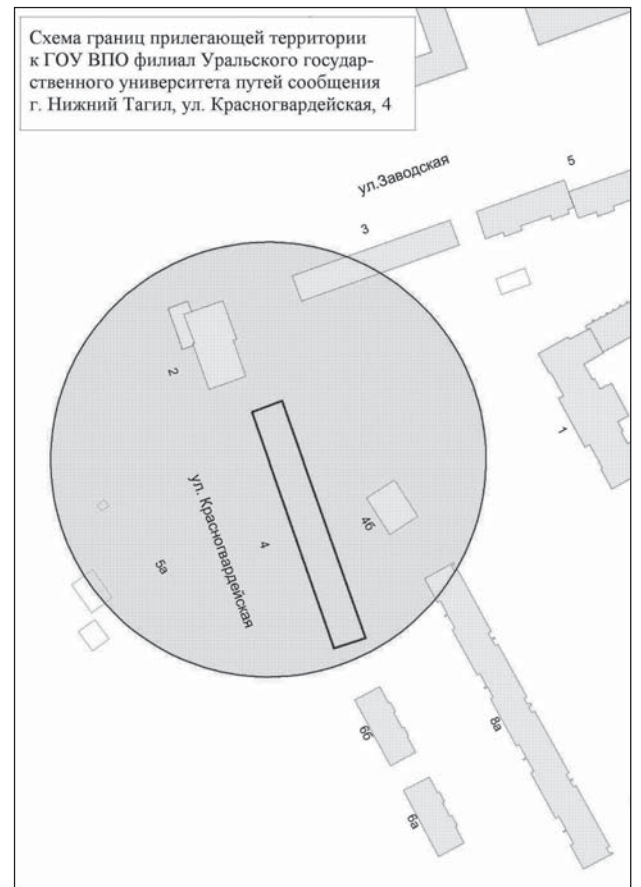 Схема границ прилегающей территории
к ГОУ ВПО филиал Уральского государ-
ственного университета путей сообщения
г. Нижний Тагил, ул. Красногвардейская, 4
ул.Заводская
5
3
2
1
ул. Красногвардейская
4
4б
5а
6б
8а
6а